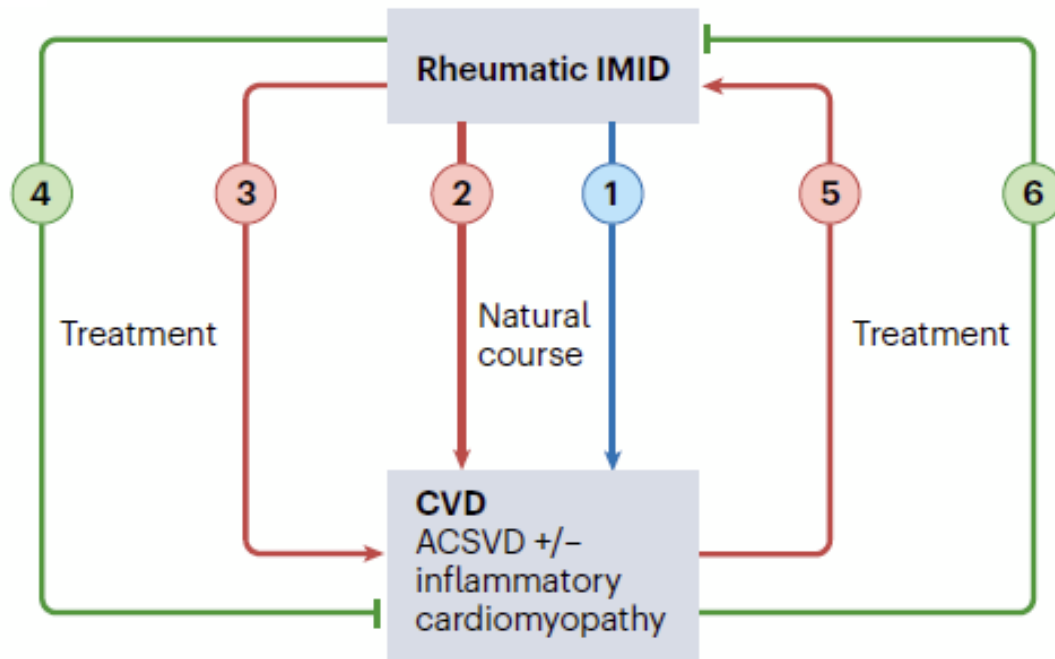 Rheumatic IMID
4
3
2
1
5
6
Treatment
Natural
course
Treatment
CVD
ACSVD +/–
inflammatory
cardiomyopathy